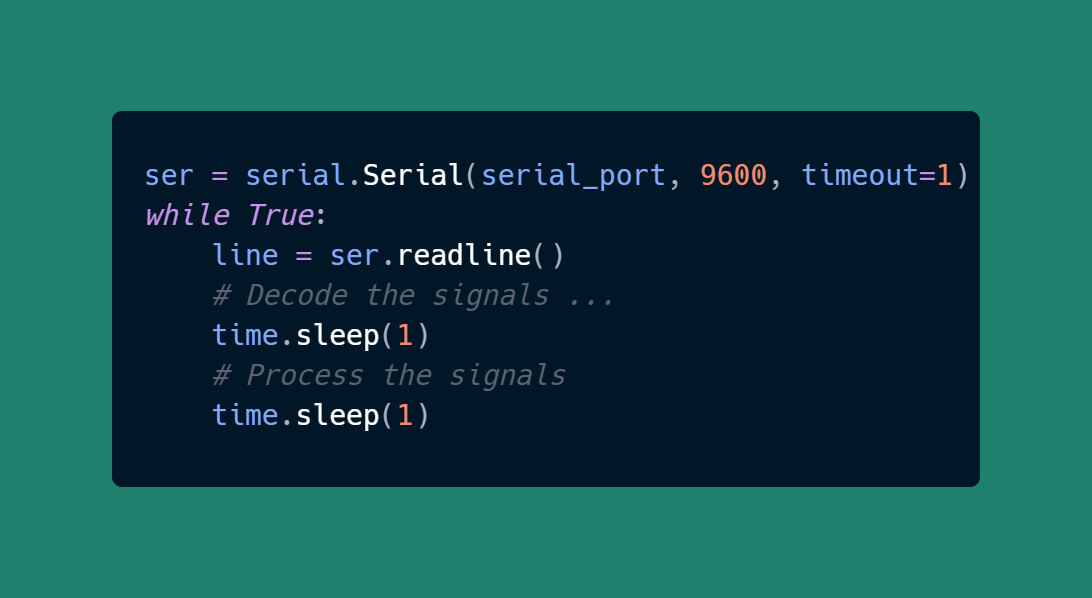 ser = serial.Serial(serial_port, 9600, timeout=1)
while True:
    line = ser.readline()
    # Decode the signals ...
    time.sleep(1)
    # Process the signals
    time.sleep(1)